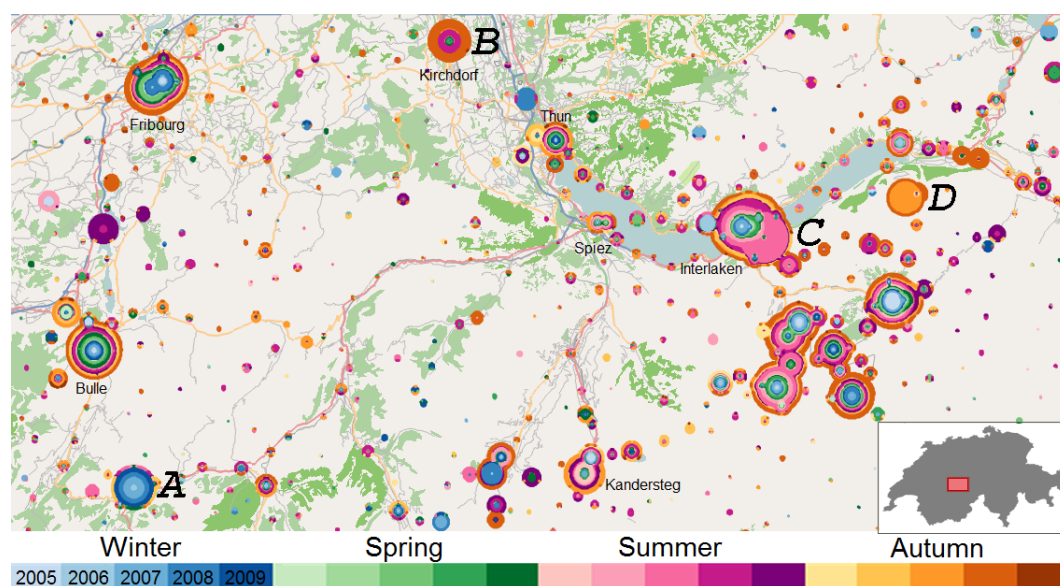 B
Kirchdorf
Fribourg
Thun
D
C
Spiez
Interlaken
Bulle
A
Kandersteg
Winter Spring Summer Autumn
2005 2006 2007 2008 2009